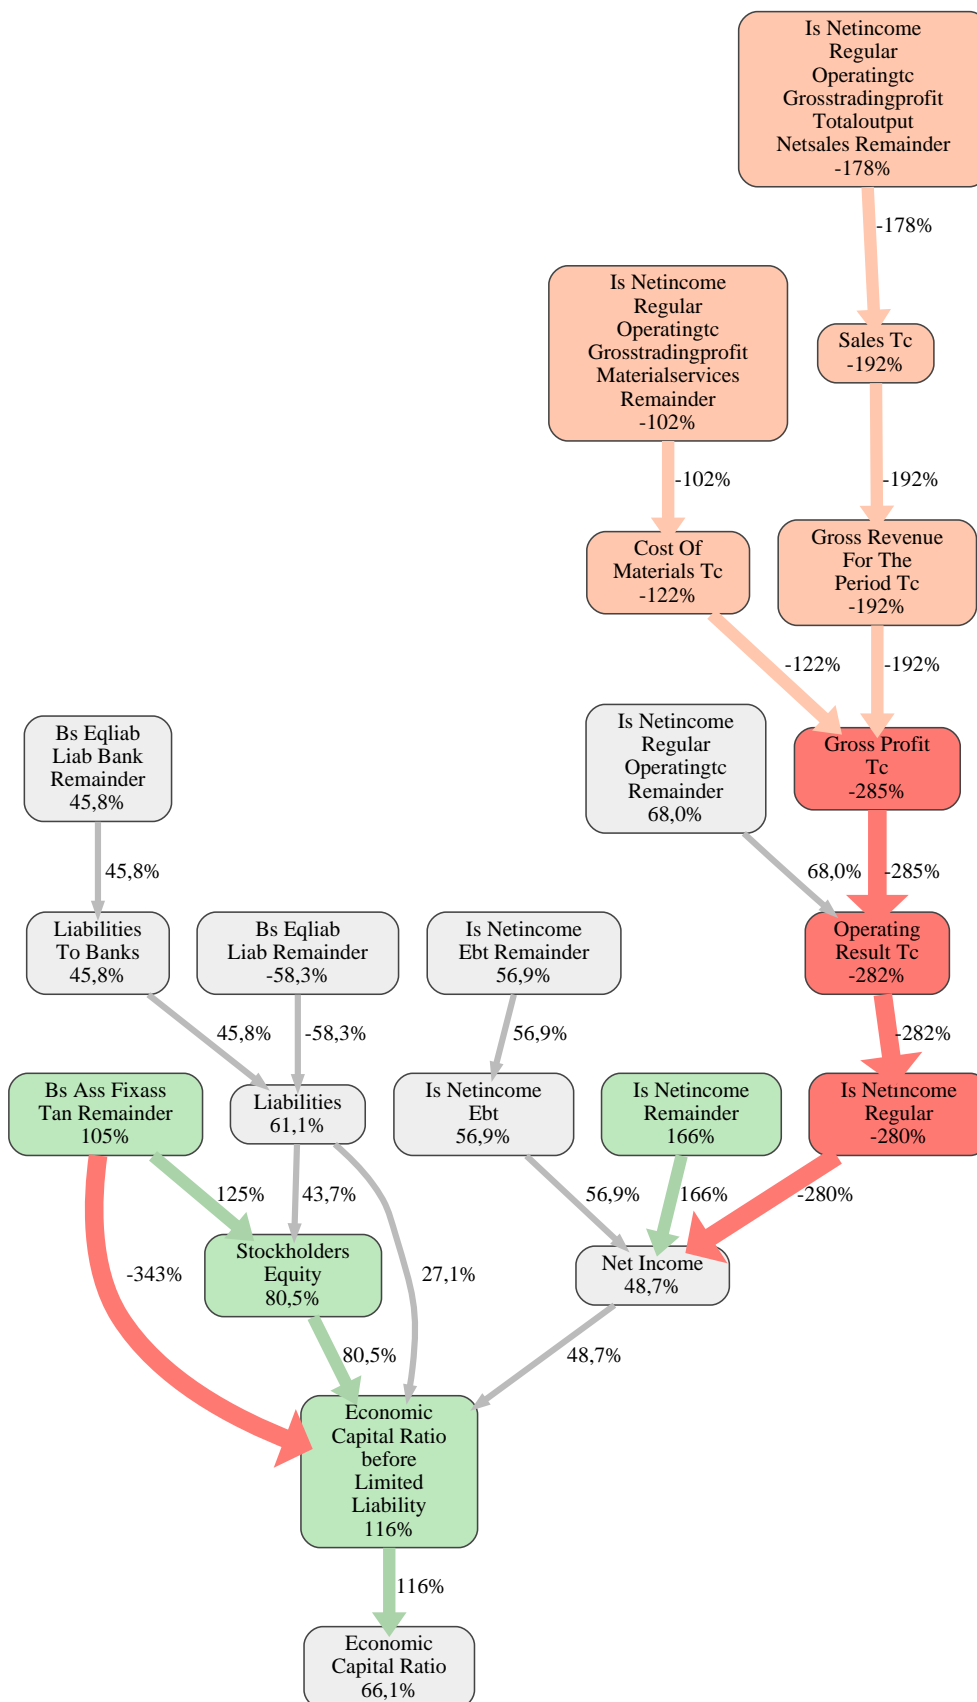 Is Netincome
Regular
Operatingtc
Grosstradingprofit
Totaloutput
Netsales Remainder
-178%
-178%
Is Netincome
Regular
Operatingtc
Grosstradingprofit
Materialservices
Remainder
-102%
Sales Tc
-192%
-102%
-192%
Cost Of
Materials Tc
-122%
Gross Revenue
For The
Period Tc
-192%
-122%
-192%
Bs Eqliab
Liab Bank
Remainder
45,8%
Is Netincome
Regular
Operatingtc
Remainder
68,0%
Gross Profit
Tc
-285%
45,8%
68,0%
-285%
Liabilities
To Banks
45,8%
Bs Eqliab
Liab Remainder
-58,3%
Is Netincome
Ebt Remainder
56,9%
Operating
Result Tc
-282%
45,8%
-58,3%
56,9%
-282%
Bs Ass Fixass
Tan Remainder
105%
Liabilities
61,1%
Is Netincome
Ebt
56,9%
Is Netincome
Remainder
166%
Is Netincome
Regular
-280%
125%
43,7%
56,9%
166%
-280%
-343%
Stockholders
Equity
80,5%
27,1%
Net Income
48,7%
80,5%
48,7%
Economic
Capital Ratio
before
Limited
Liability
116%
116%
Economic
Capital Ratio
66,1%